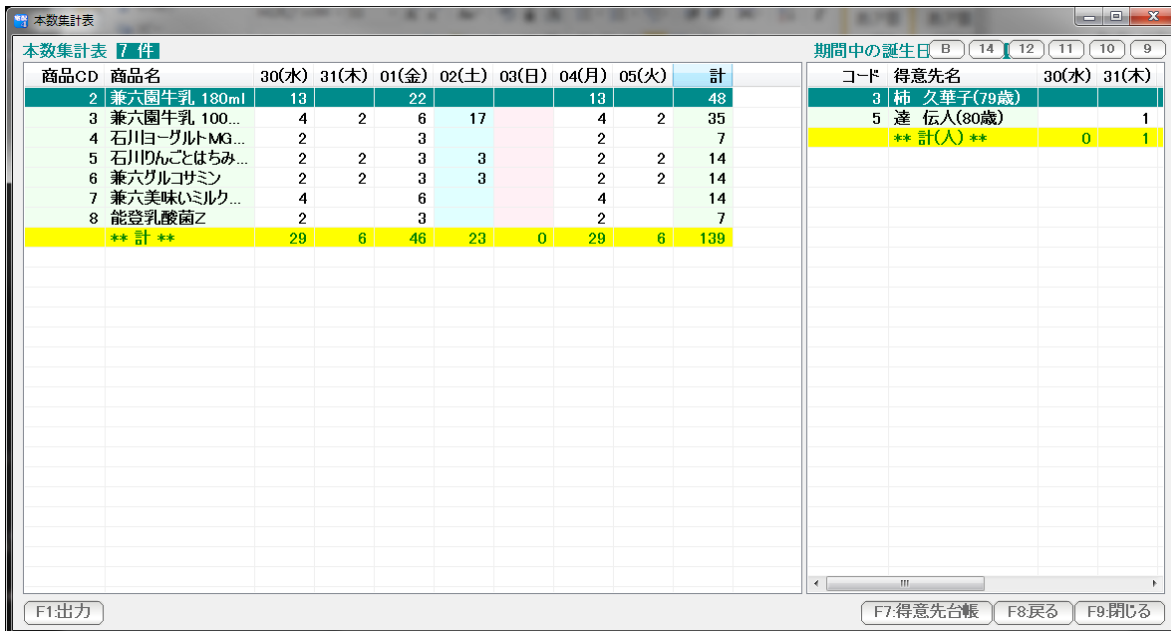 本数集計表
本数集計表 7 件
商品CD 商品名 30(水) 31(木) 01(金) 02(土) 03(日) 04(月) 05(火) 計
2 兼六園牛乳 180ml 13 22 13 48
3 兼六園牛乳 100... 4 2 6 17 4 2 35
4 石川ヨーグルトMG... 2 3 2 7
5 石川りんごとはちみ... 2 2 3 3 2 2 14
6 兼六グルコサミン 2 2 3 3 2 2 14
7 兼六美味いミルク... 4 6 4 14
8 能登乳酸菌Z 2 3 2 7
** 計 ** 29 6 46 23 0 29 6 139
期間中の誕生日 B 14 12 11 10 9
コード 得意先名 30(水) 31(木)
3 柿 久華子(79歳)
5 達 伝人(80歳) 1
** 計(人) ** 0 1
F1:出力 F7:得意先台帳 F8:戻る F9:閉じる